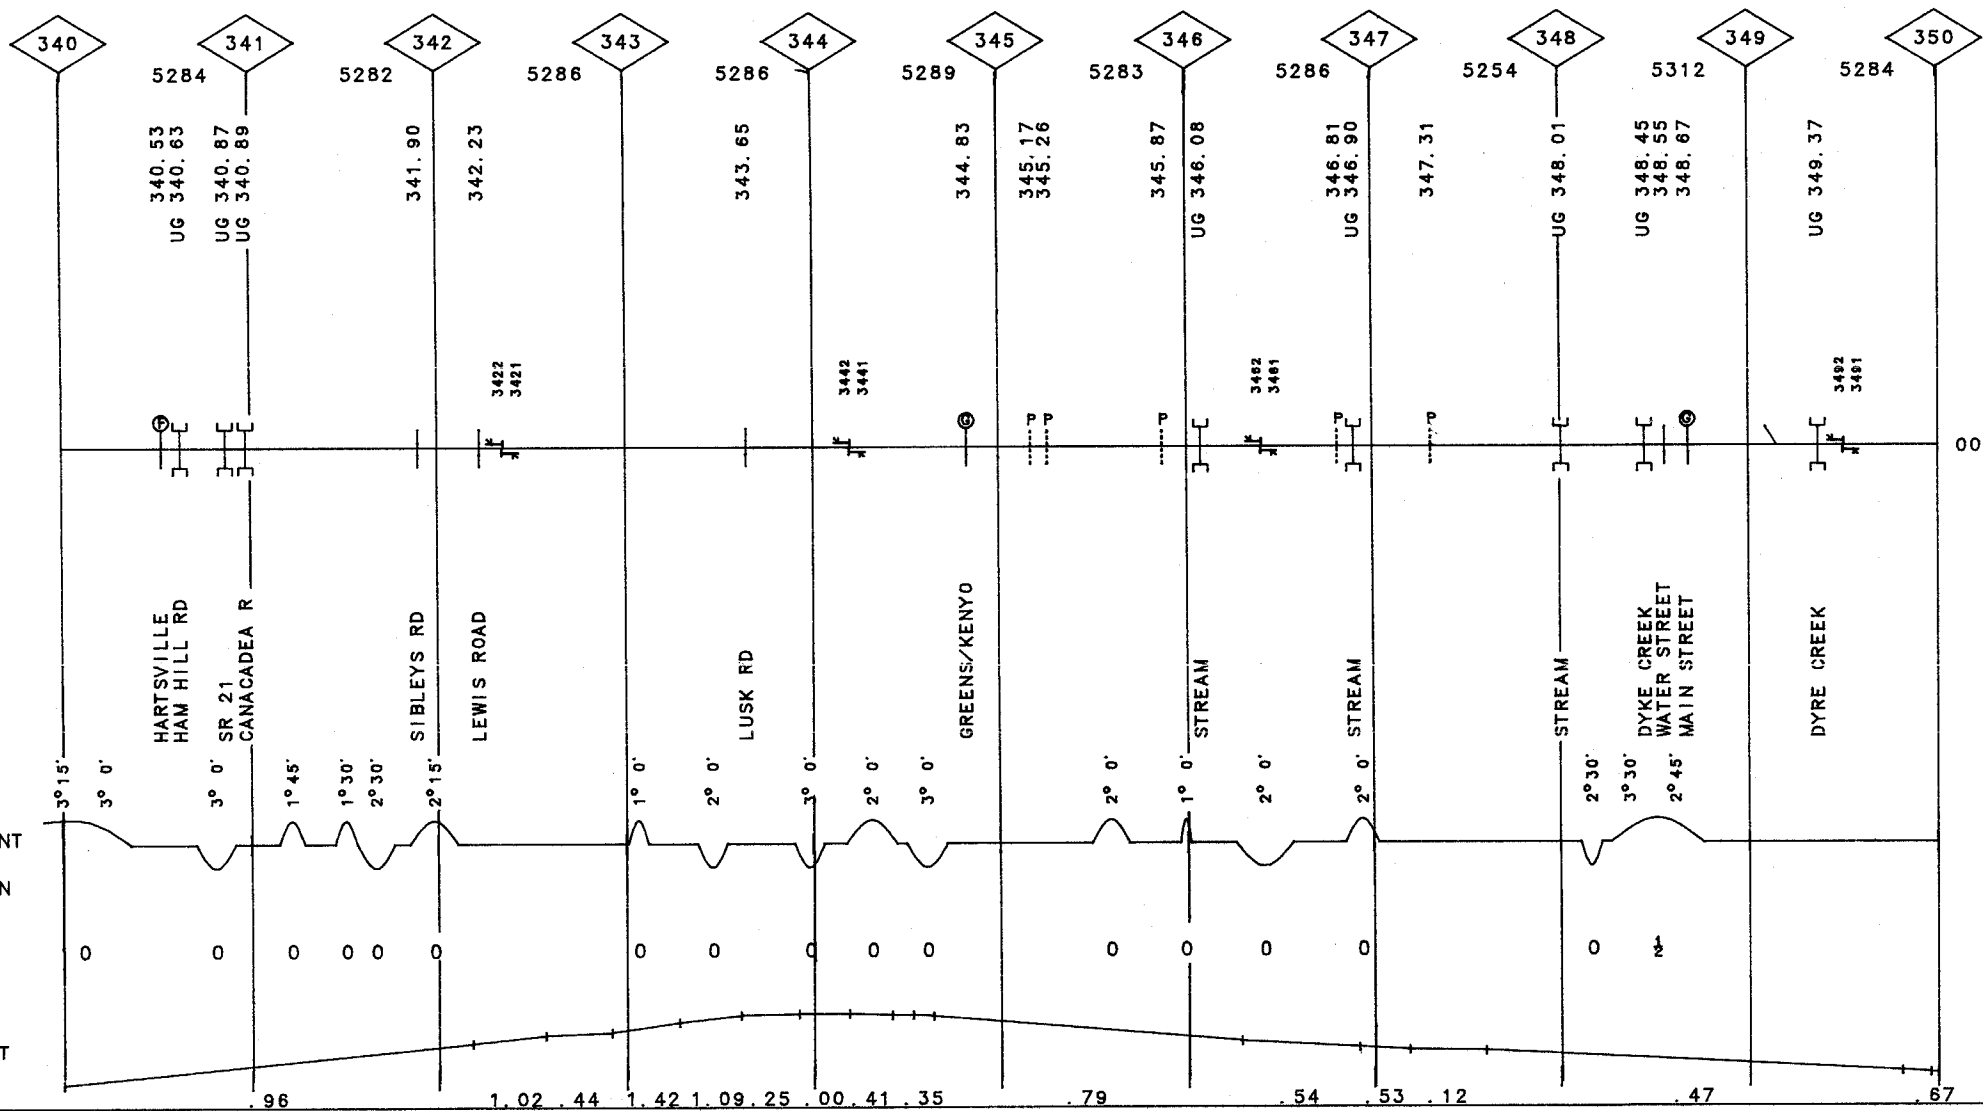 340 341 342 343 344 345 346 347 348 349 350
5284 5282 5286 5286 5289 5283 5286 5254 5312 5284
340.53
UG 340.63
UG 340.87
UG 340.89
341.90
342.23
343.65
344.83
345.17
345.26
345.87
UG 346.08
346.81
UG 346.90
347.31
UG 348.01
UG 348.45
348.55
348.67
UG 349.37
3422
3421
3442
3441
3462
3461
3492
3491
F G P P P P P G
00
HARTSVILLE
HAM HILL RD
SR 21
CANACADEA R
SIBLEYS RD
LEWIS ROAD
LUSK RD
GREENS/KENYO
STREAM
STREAM
STREAM
DYKE CREEK
WATER STREET
MAIN STREET
DYRE CREEK
3°15' 3° 0' 3° 0' 1°45' 1°30' 2°30' 2°15' 1° 0' 2° 0' 3° 0' 2° 0' 3° 0' 2° 0' 1° 0' 2° 0' 2° 0' 2°30' 3°30' 2°45'
NT
N
0 0 0 0 0 0 0 0 0 0 0 0 0 0 0 0 ½
T
.96 1.02 .44 1.42 1.09 .25 .00 .41 .35 .79 .54 .53 .12 .47 .67